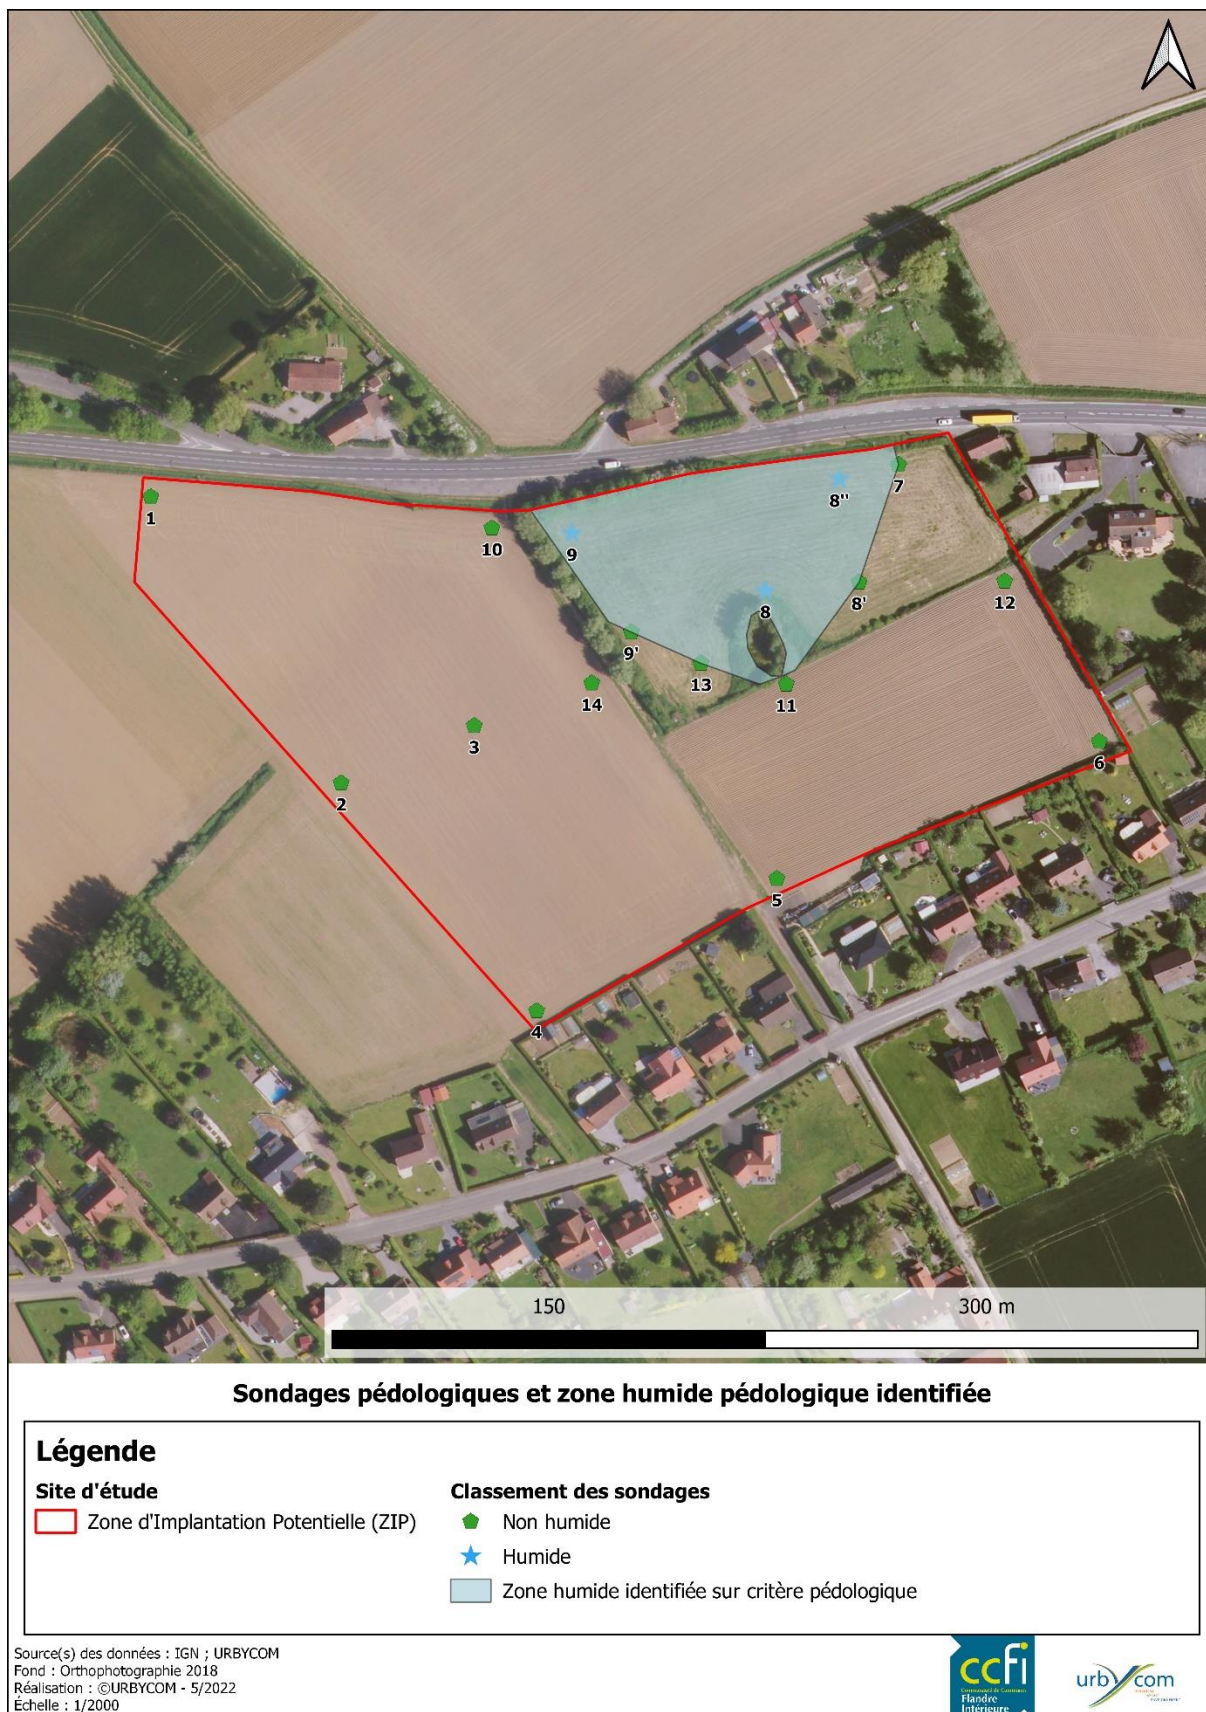 1
10
9
8"
7
8
8'
12
9'
13
11
14
3
2
6
5
4
150 300 m
Sondages pédologiques et zone humide pédologique identifiée
Légende
Site d'étude
Zone d'Implantation Potentielle (ZIP)
Classement des sondages
Non humide
Humide
Zone humide identifiée sur critère pédologique
Source(s) des données : IGN ; URBYCOM
Fond : Orthophotographie 2018
Réalisation : ©URBYCOM - 5/2022
Échelle : 1/2000
ccfi
Communauté de Communes
Flandre
Intérieure
urbycom